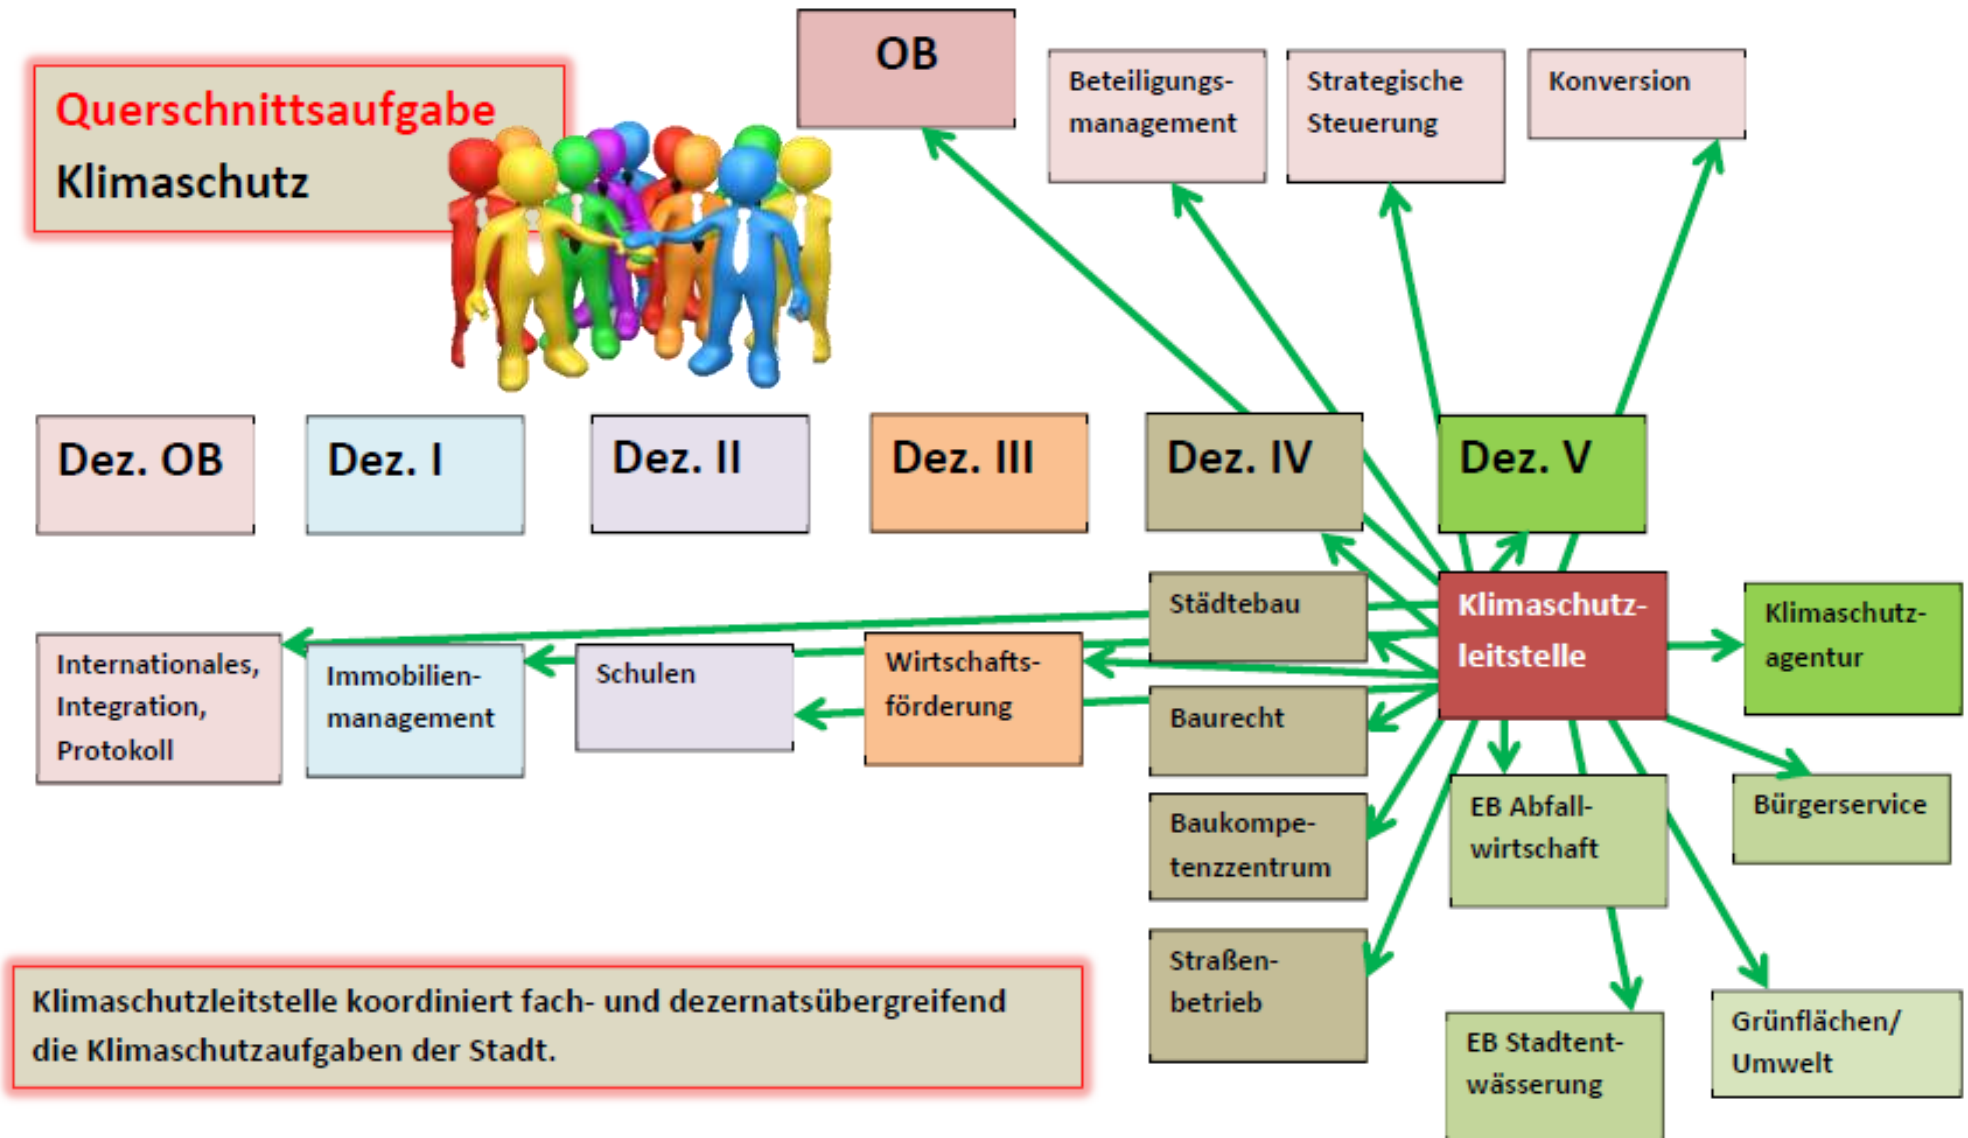 OB
Beteiligungs-
management
Strategische
Steuerung
Konversion
Querschnittsaufgabe
Klimaschutz
Dez. OB
Dez. I
Dez. II
Dez. III
Dez. IV
Dez. V
Internationales,
Integration,
Protokoll
Immobilien-
management
Schulen
Wirtschafts-
förderung
Städtebau
Klimaschutz-
leitstelle
Klimaschutz-
agentur
Baurecht
Baukompe-
tenzzentrum
EB Abfall-
wirtschaft
Bürgerservice
Straßen-
betrieb
EB Stadtent-
wässerung
Grünflächen/
Umwelt
Klimaschutzleitstelle koordiniert fach- und dezernatsübergreifend
die Klimaschutzaufgaben der Stadt.